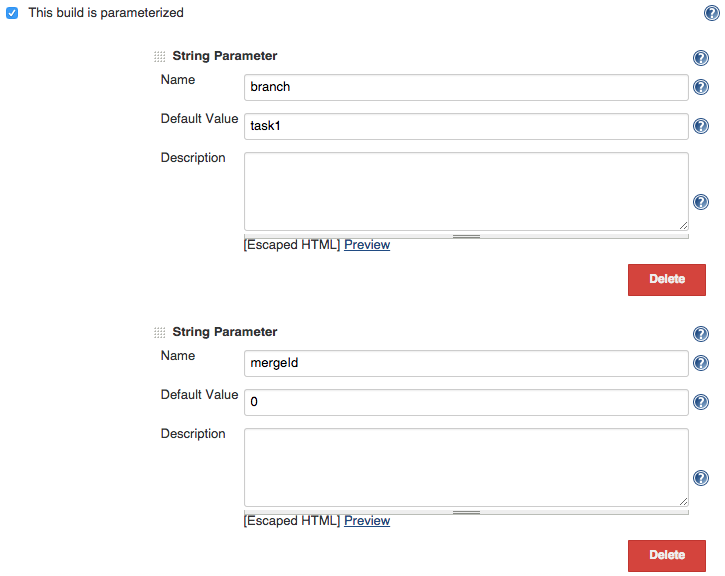 This build is parameterized
String Parameter
Name
branch
Default Value
task1
Description
[Escaped HTML] Preview
Delete
String Parameter
Name
mergeId
Default Value
0
Description
[Escaped HTML] Preview
Delete